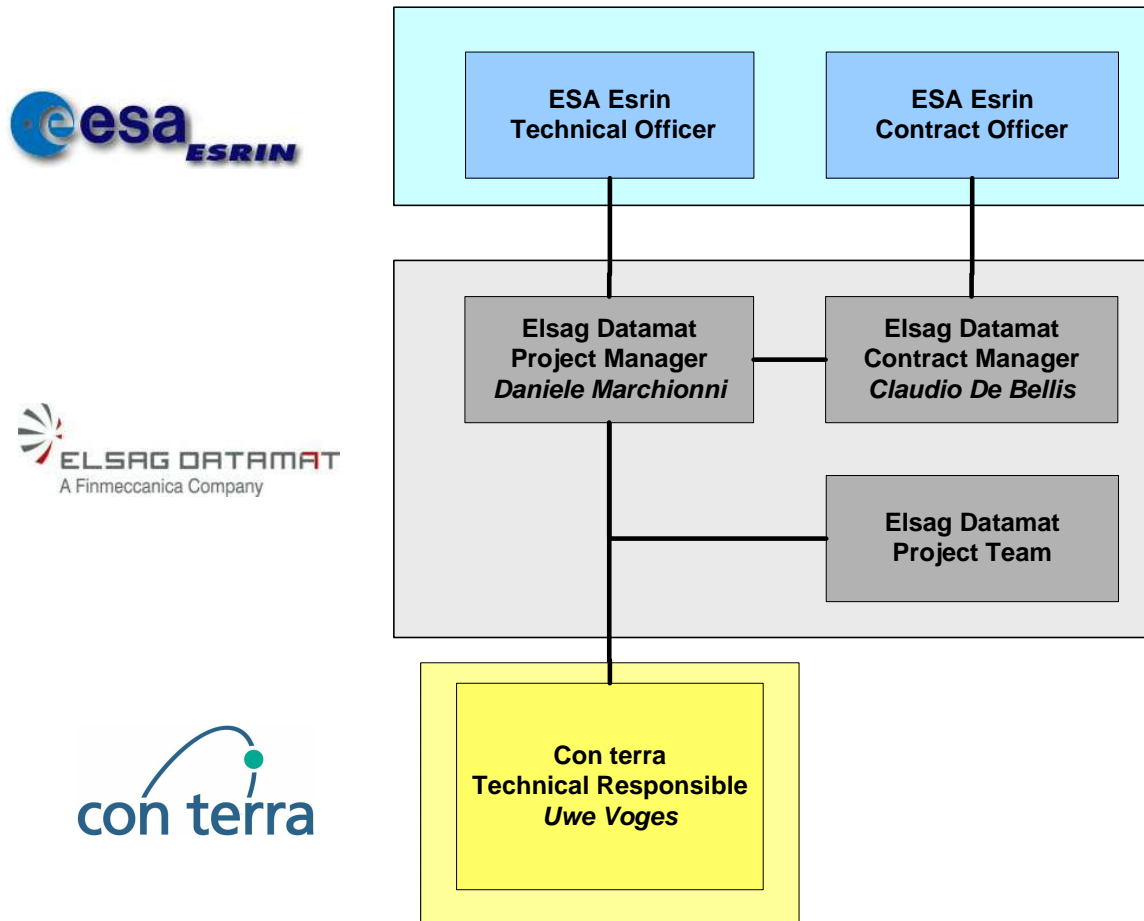 esa
ESRIN
ESA Esrin
Technical Officer
ESA Esrin
Contract Officer
ELSAG DATAMAT
A Finmeccanica Company
Elsag Datamat
Project Manager
Daniele Marchionni
Elsag Datamat
Contract Manager
Claudio De Bellis
Elsag Datamat
Project Team
con terra
Con terra
Technical Responsible
Uwe Voges